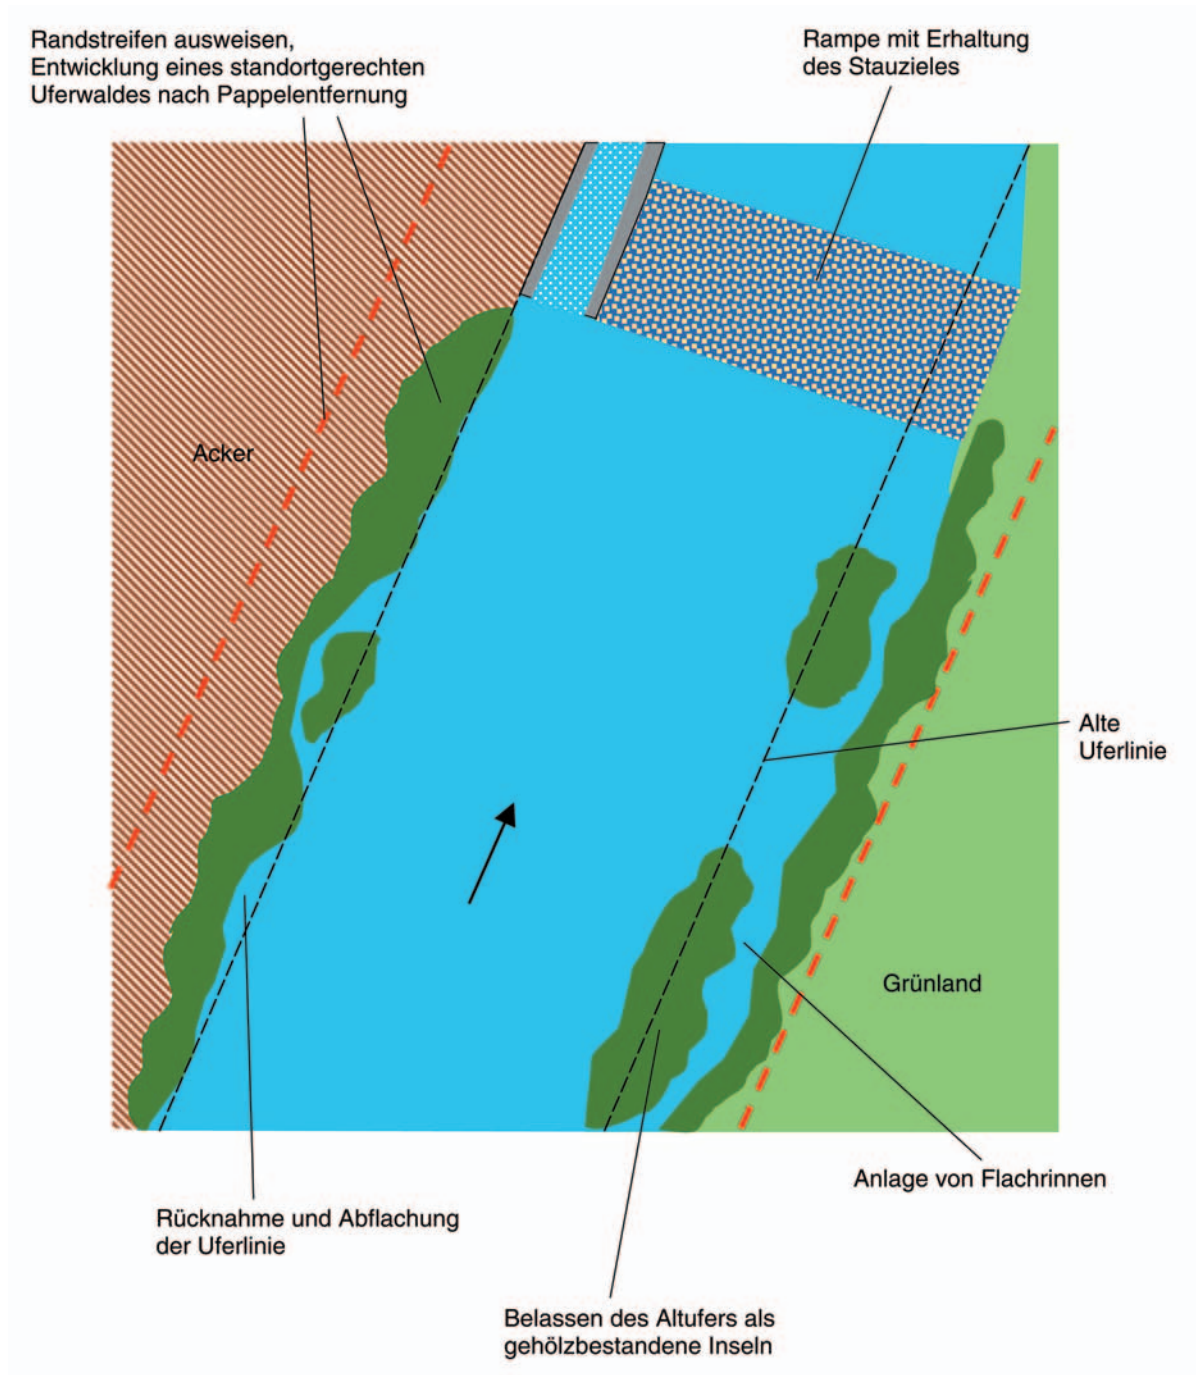 Randstreifen ausweisen,
Entwicklung eines standortgerechten
Uferwaldes nach Pappelentfernung
Rampe mit Erhaltung
des Stauzieles
Acker
Alte
Uferlinie
Grünland
Anlage von Flachrinnen
Rücknahme und Abflachung
der Uferlinie
Belassen des Altufers als
gehölzbestandene Inseln